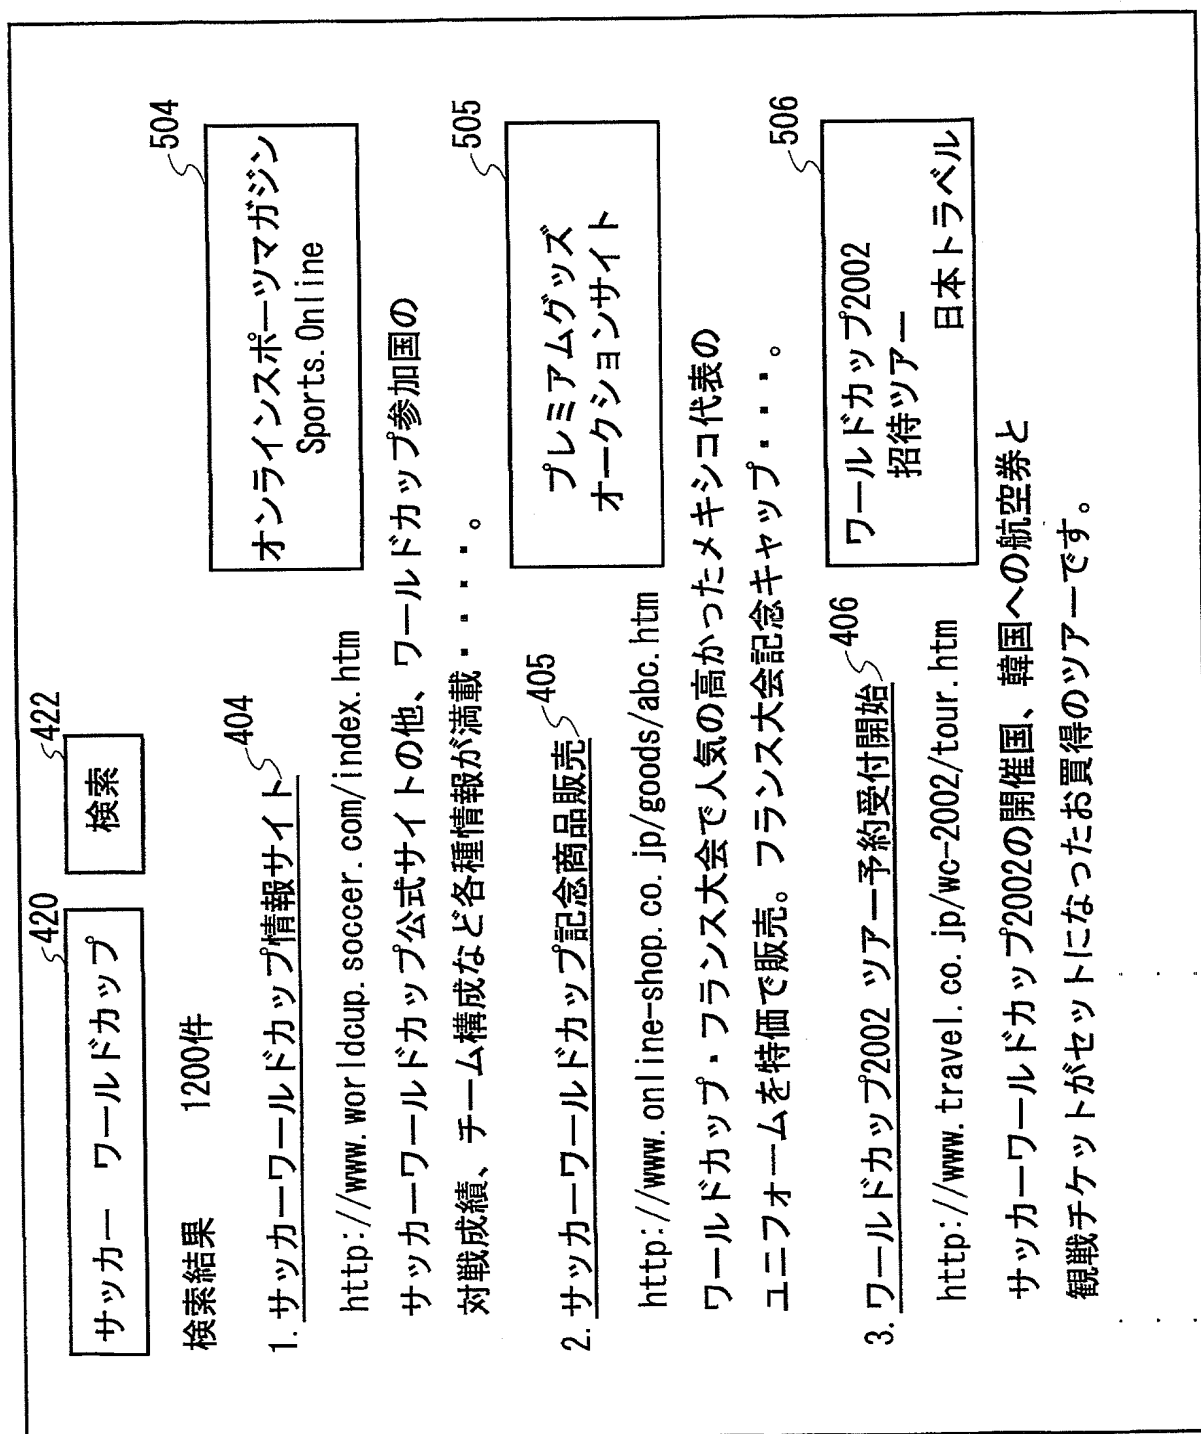 420
422
サッカー　ワールドカップ
検索
検索結果　　1200件
504
オンラインスポーツマガジン
Sports.Online
404
1. サッカーワールドカップ情報サイト
http://www.worldcup.soccer.com/index.htm
サッカーワールドカップ公式サイトの他、ワールドカップ参加国の
対戦成績、チーム構成など各種情報が満載・・・・。
505
プレミアムグッズ
オークションサイト
405
2. サッカーワールドカップ記念商品販売
http://www.online-shop.co.jp/goods/abc.htm
ワールドカップ・フランス大会で人気の高かったメキシコ代表の
ユニフォームを特価で販売。フランス大会記念キャップ・・・。
506
ワールドカップ2002
招待ツアー
日本トラベル
406
3. ワールドカップ2002 ツアー予約受付開始
http://www.travel.co.jp/wc-2002/tour.htm
サッカーワールドカップ2002の開催国、韓国への航空券と
観戦チケットがセットになったお買得のツアーです。